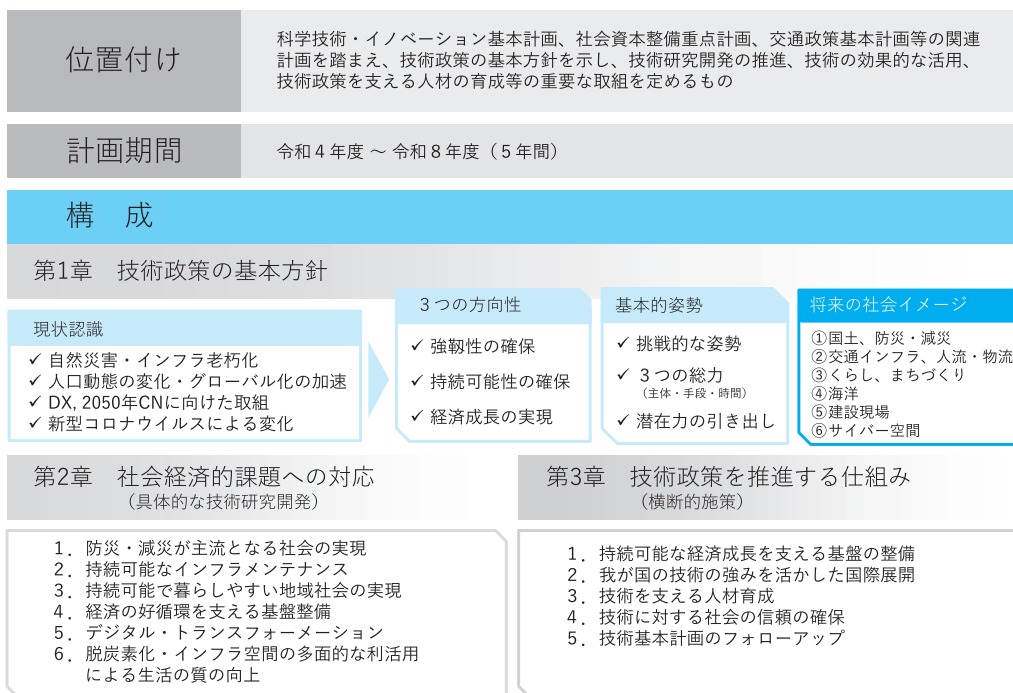 位置付け
科学技術・イノベーション基本計画、社会資本整備重点計画、交通政策基本計画等の関連
計画を踏まえ、技術政策の基本方針を示し、技術研究開発の推進、技術の効果的な活用、
技術政策を支える人材の育成等の重要な取組を定めるもの
計画期間
令和4年度 ~ 令和8年度(5年間)
構 成
第1章 技術政策の基本方針
現状認識
✓ 自然災害・インフラ老朽化
✓ 人口動態の変化・グローバル化の加速
✓ DX, 2050年CNに向けた取組
✓ 新型コロナウイルスによる変化
3つの方向性
✓ 強靱性の確保
✓ 持続可能性の確保
✓ 経済成長の実現
基本的姿勢
✓ 挑戦的な姿勢
✓ 3つの総力
(主体・手段・時間)
✓ 潜在力の引き出し
将来の社会イメージ
①国土、防災・減災
②交通インフラ、人流・物流
③くらし、まちづくり
④海洋
⑤建設現場
⑥サイバー空間
第2章 社会経済的課題への対応
(具体的な技術研究開発)
1.防災・減災が主流となる社会の実現
2.持続可能なインフラメンテナンス
3.持続可能で暮らしやすい地域社会の実現
4.経済の好循環を支える基盤整備
5.デジタル・トランスフォーメーション
6.脱炭素化・インフラ空間の多面的な利活用
による生活の質の向上
第3章 技術政策を推進する仕組み
(横断的施策)
1.持続可能な経済成長を支える基盤の整備
2.我が国の技術の強みを活かした国際展開
3.技術を支える人材育成
4.技術に対する社会の信頼の確保
5.技術基本計画のフォローアップ